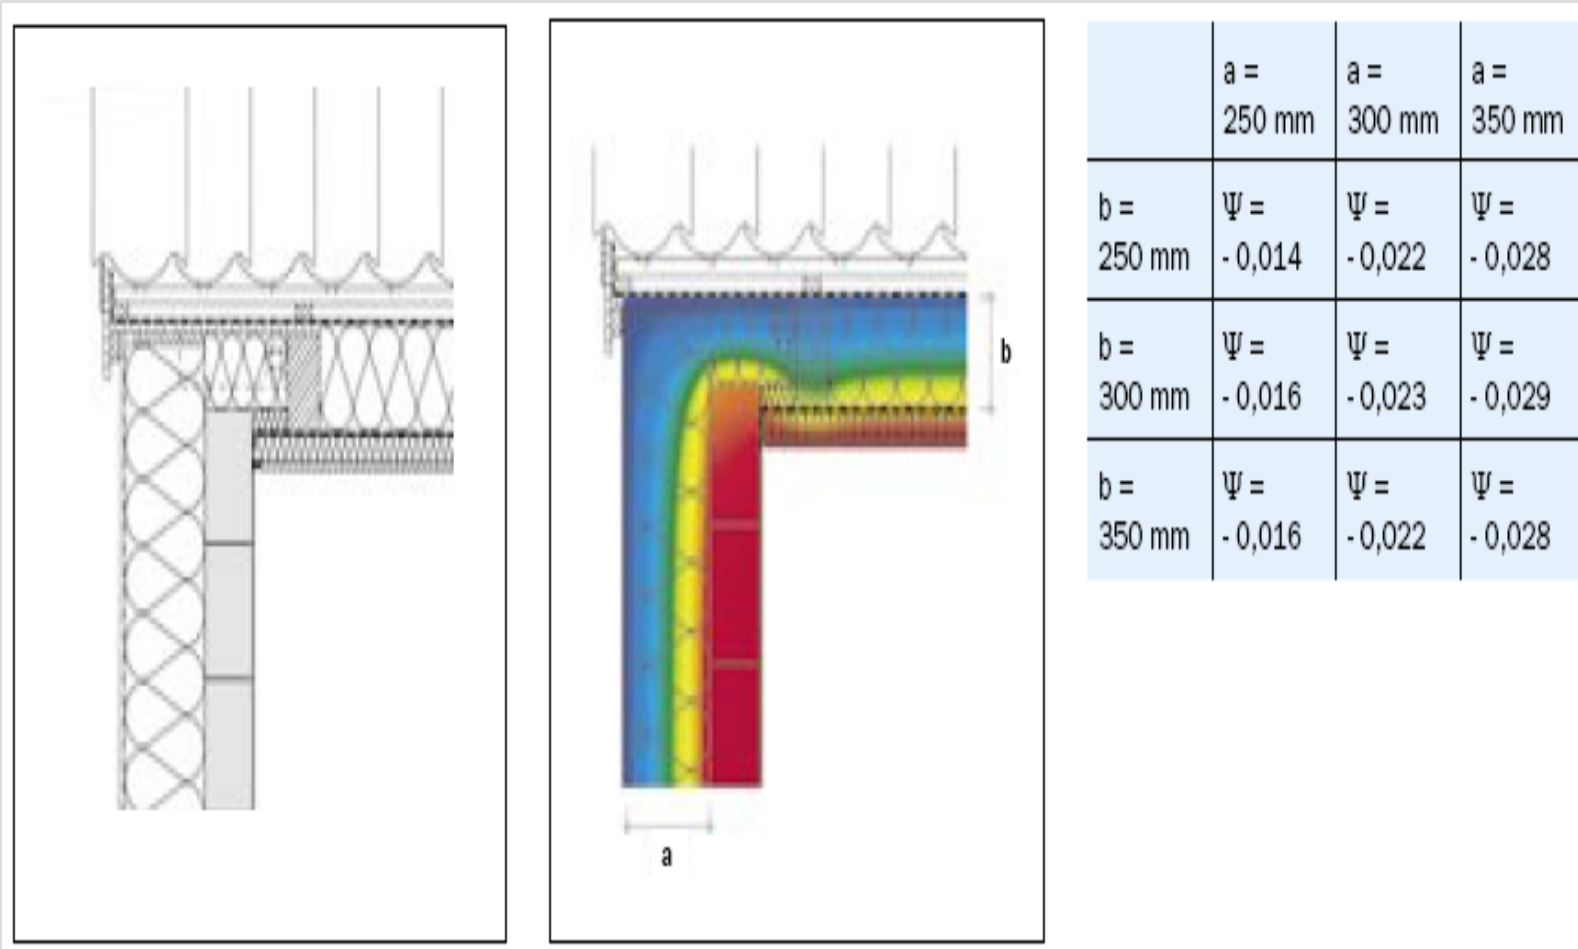 b
a
a =
250 mm
a =
300 mm
a =
350 mm
b =
250 mm
Ψ =
- 0,014
Ψ =
- 0,022
Ψ =
- 0,028
b =
300 mm
Ψ =
- 0,016
Ψ =
- 0,023
Ψ =
- 0,029
b =
350 mm
Ψ =
- 0,016
Ψ =
- 0,022
Ψ =
- 0,028